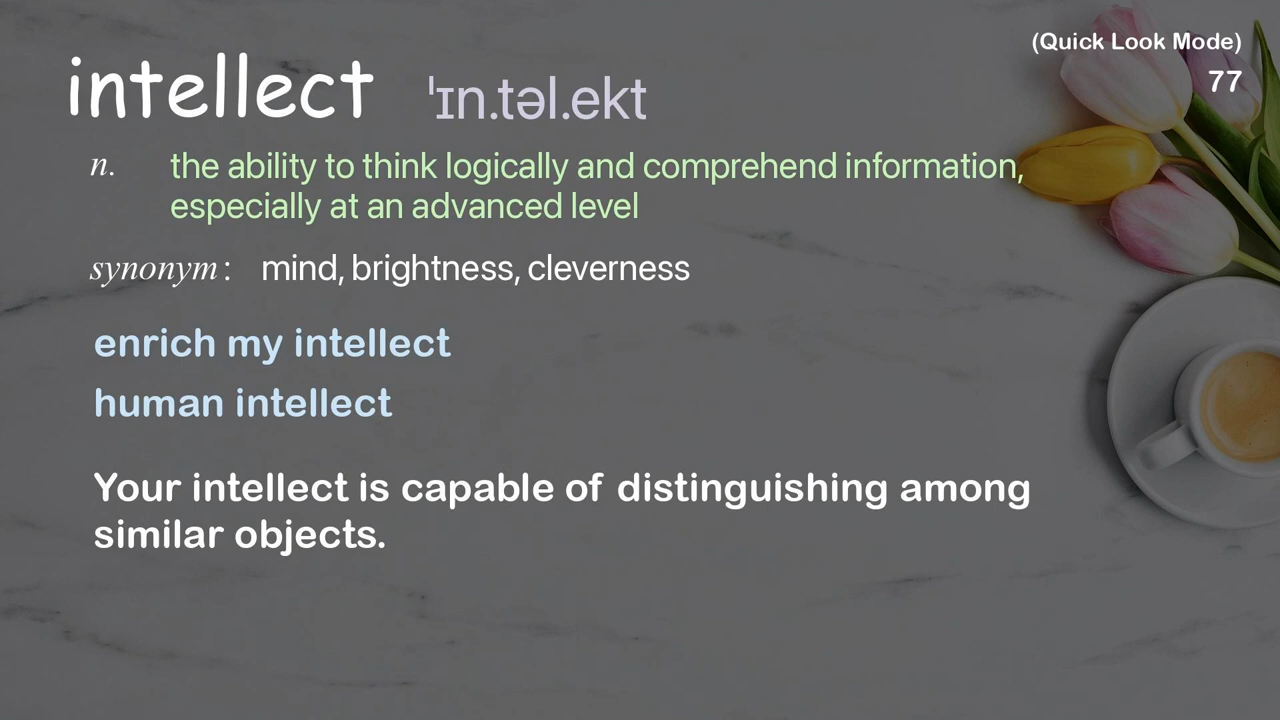 (Quick Look Mode)
77
intellect ˈɪn.təl.ekt
n. the ability to think logically and comprehend information,
especially at an advanced level
synonym: mind, brightness, cleverness
enrich my intellect
human intellect
Your intellect is capable of distinguishing among
similar objects.